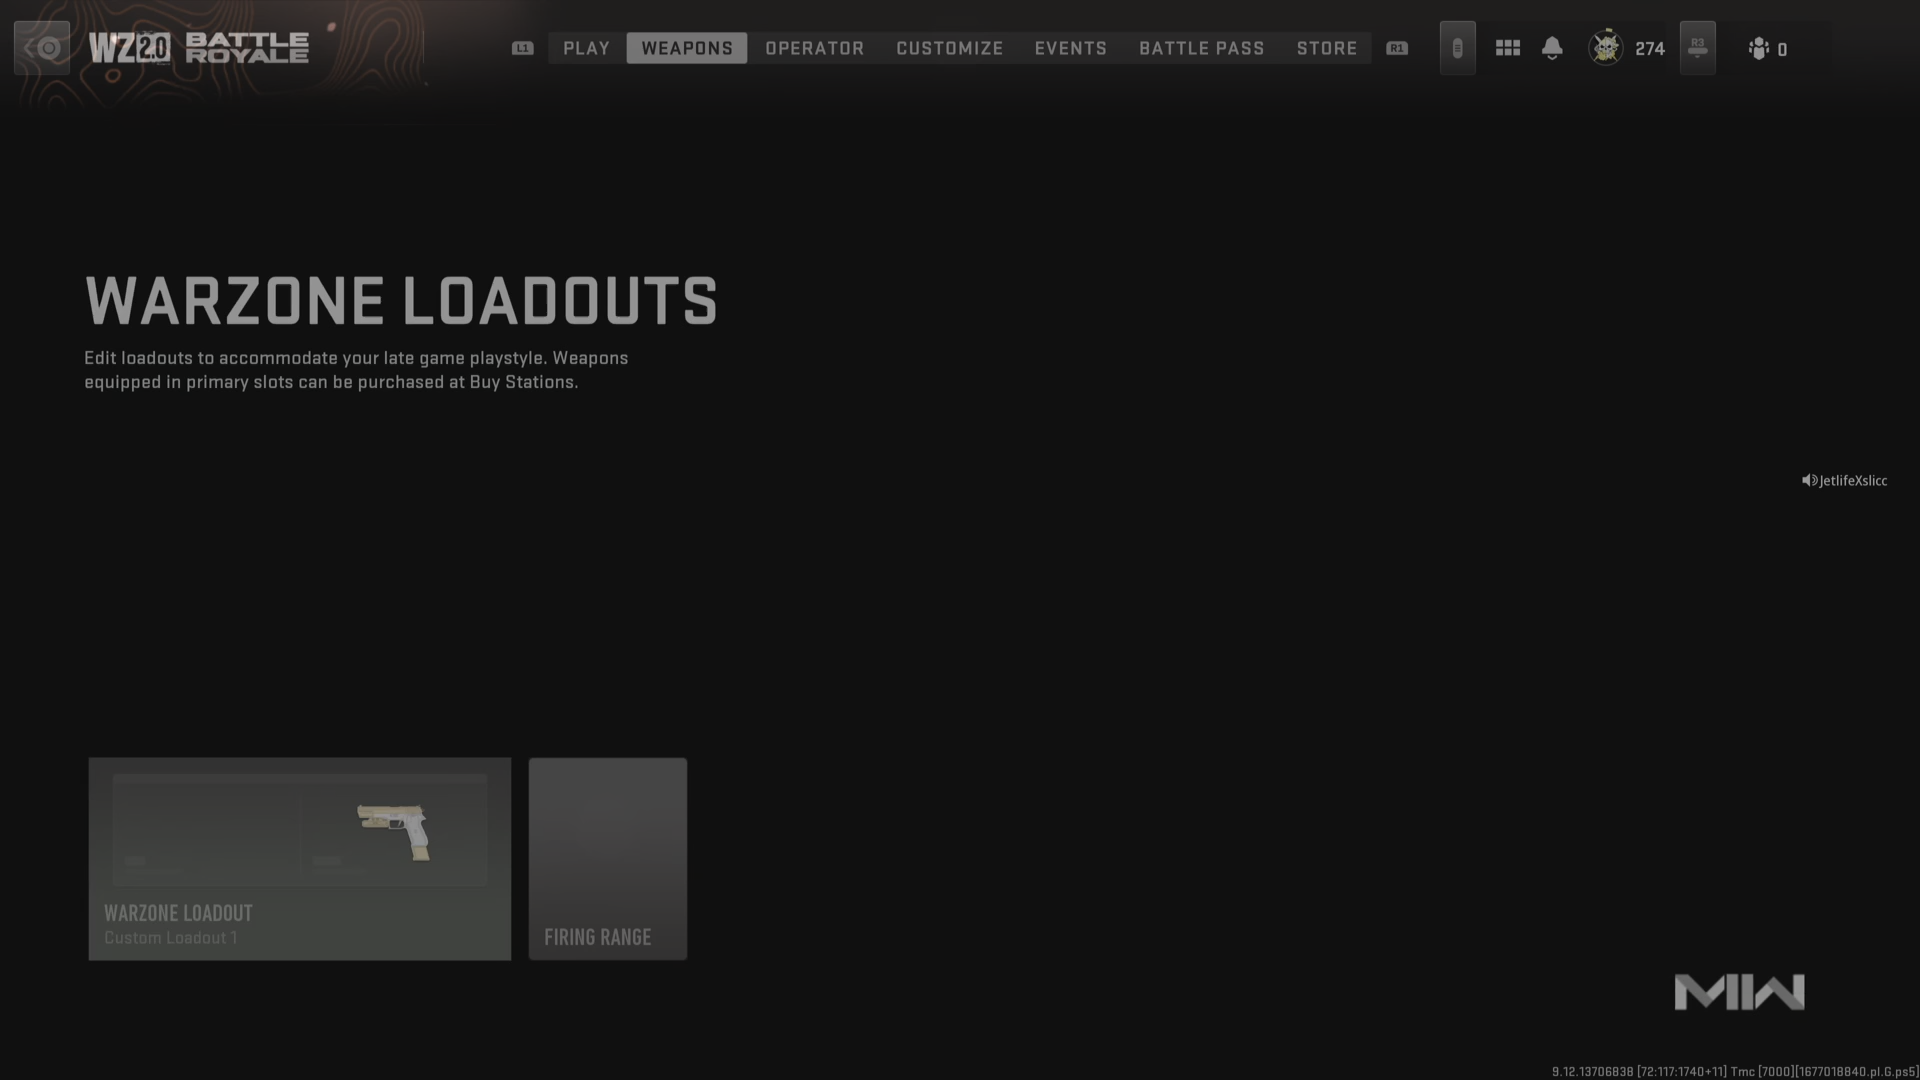 WZ2.0 BATTLE ROYALE
L1 PLAY WEAPONS OPERATOR CUSTOMIZE EVENTS BATTLE PASS STORE R1
274
R3
0
WARZONE LOADOUTS
Edit loadouts to accommodate your late game playstyle. Weapons
equipped in primary slots can be purchased at Buy Stations.
JetlifeXslicc
WARZONE LOADOUT
Custom Loadout 1
FIRING RANGE
MW
9.12.13706838 [72:117:1740+11] Tmc [7000][1677018840.pl.G.ps5]